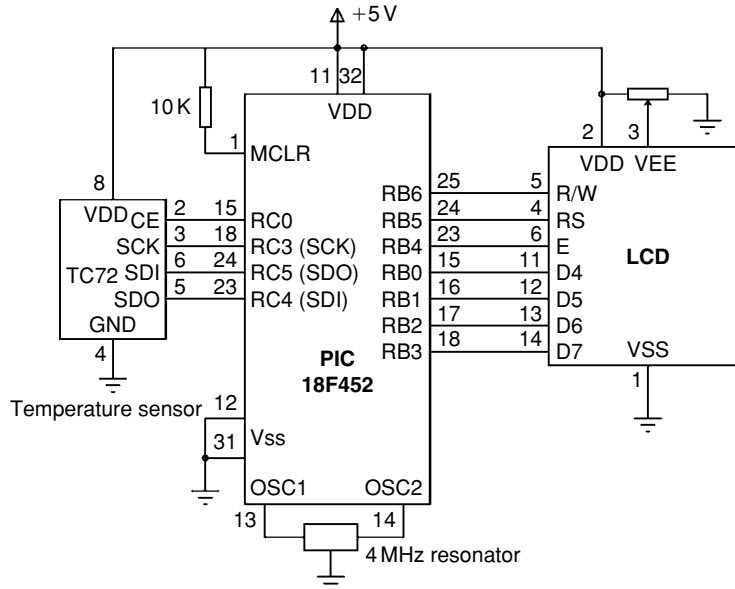 +5 V
11 32
VDD
10 K
1 MCLR
2 3
VDD VEE
8
VDD CE 2 15 RC0
SCK 3 18 RC3 (SCK)
TC72 SDI 6 24 RC5 (SDO)
SDO 5 23 RC4 (SDI)
GND
4
Temperature sensor
RB6 25 5 R/W
RB5 24 4 RS
RB4 23 6 E
RB0 15 11 D4
RB1 16 12 D5
RB2 17 13 D6
RB3 18 14 D7
LCD
VSS
1
PIC
18F452
12
Vss
31
OSC1 OSC2
13 14
4 MHz resonator